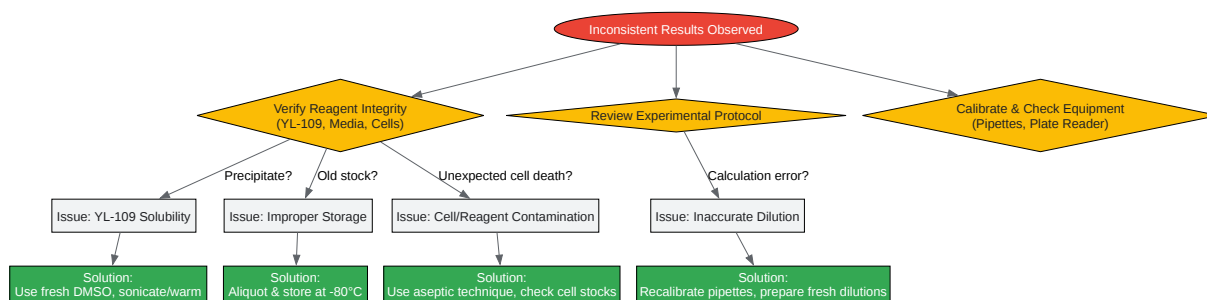 Inconsistent Results Observed
Verify Reagent Integrity
(YL-109, Media, Cells)
Review Experimental Protocol
Calibrate & Check Equipment
(Pipettes, Plate Reader)
Precipitate?
Old stock?
Unexpected cell death?
Calculation error?
Issue: YL-109 Solubility
Issue: Improper Storage
Issue: Cell/Reagent Contamination
Issue: Inaccurate Dilution
Solution:
Use fresh DMSO, sonicate/warm
Solution:
Aliquot & store at -80°C
Solution:
Use aseptic technique, check cell stocks
Solution:
Recalibrate pipettes, prepare fresh dilutions